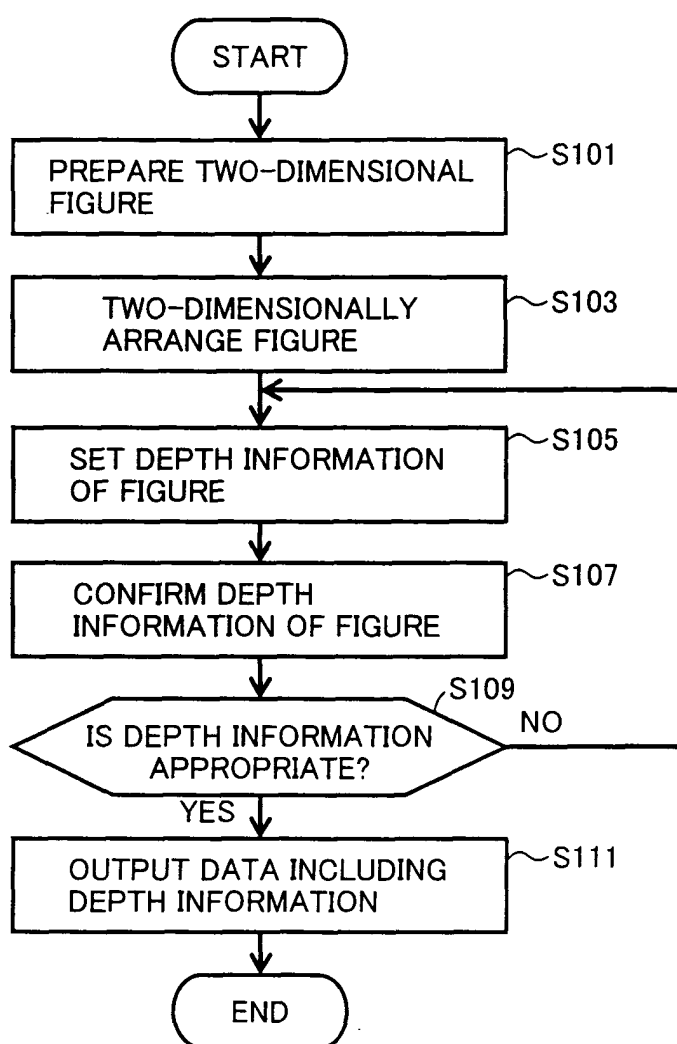 START
PREPARE TWO-DIMENSIONAL
FIGURE
S101
TWO-DIMENSIONALLY
ARRANGE FIGURE
S103
SET DEPTH INFORMATION
OF FIGURE
S105
CONFIRM DEPTH
INFORMATION OF FIGURE
S107
IS DEPTH INFORMATION
APPROPRIATE?
S109
NO
YES
OUTPUT DATA INCLUDING
DEPTH INFORMATION
S111
END